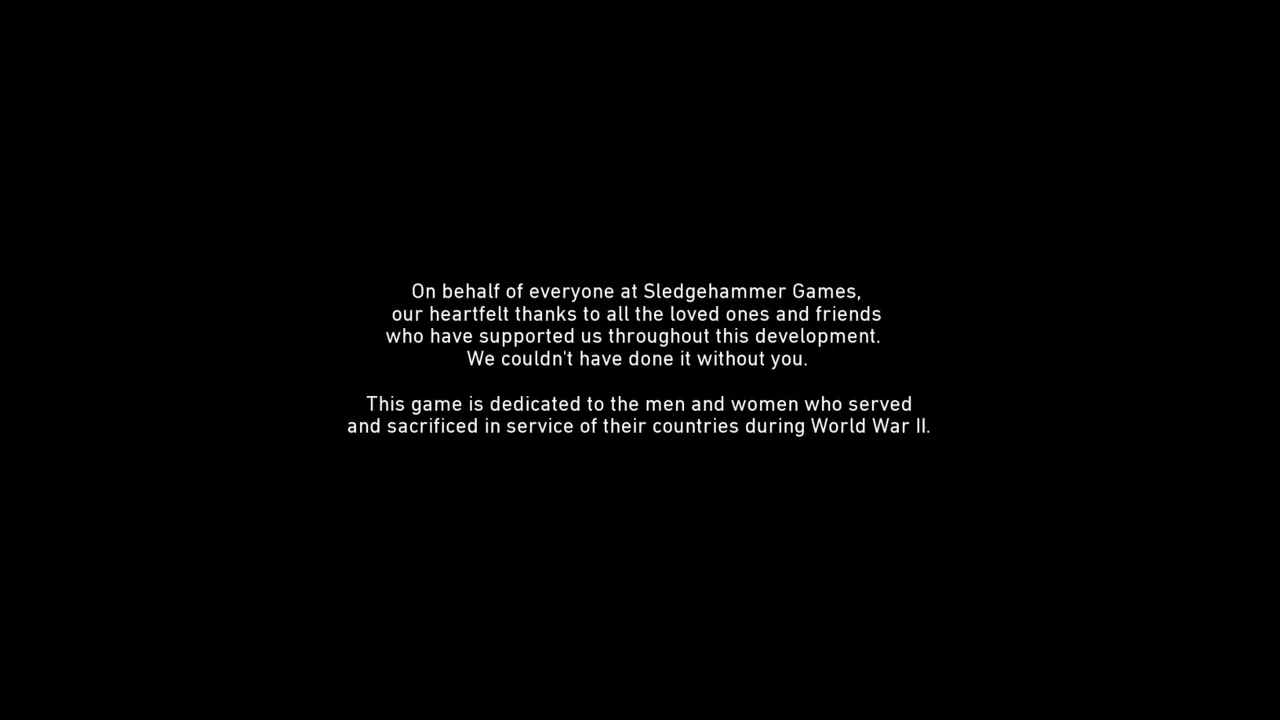 On behalf of everyone at Sledgehammer Games,
our heartfelt thanks to all the loved ones and friends
who have supported us throughout this development.
We couldn't have done it without you.
This game is dedicated to the men and women who served
and sacrificed in service of their countries during World War II.